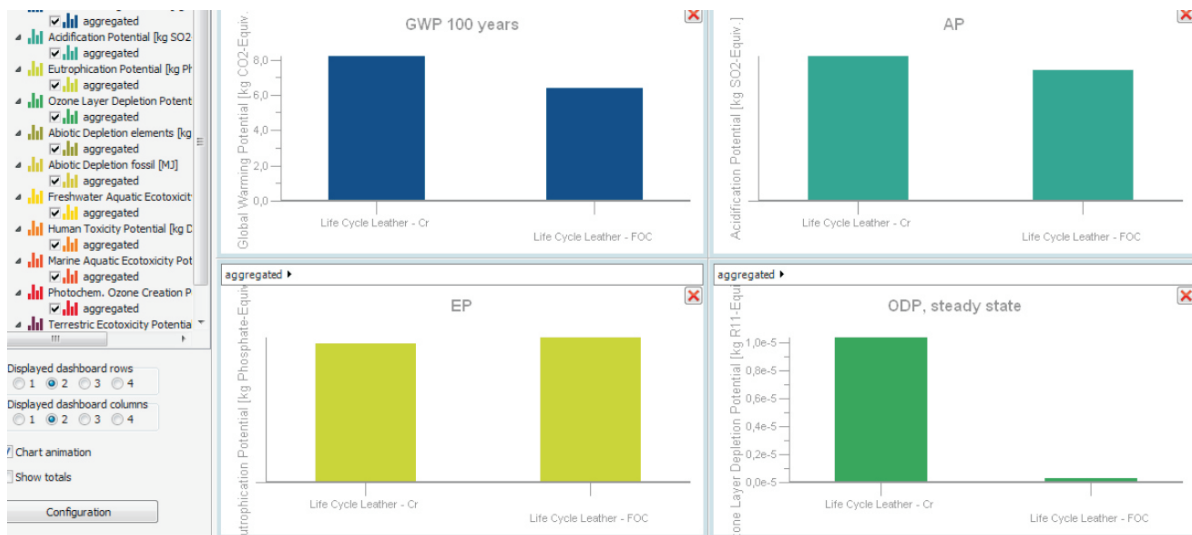 aggregated
Acidification Potential [kg SO2
aggregated
Eutrophication Potential [kg Ph
aggregated
Ozone Layer Depletion Potent
aggregated
Abiotic Depletion elements [kg
aggregated
Abiotic Depletion fossil [MJ]
aggregated
Freshwater Aquatic Ecotoxicit
aggregated
Human Toxicity Potential [kg D
aggregated
Marine Aquatic Ecotoxicity Pot
aggregated
Photochem. Ozone Creation P
aggregated
Terrestric Ecotoxicity Potentia
Displayed dashboard rows
1 2 3 4
Displayed dashboard columns
1 2 3 4
Chart animation
Show totals
Configuration
GWP 100 years
Global Warming Potential [kg CO2-Equiv.]
8,0
6,0
4,0
2,0
0,0
Life Cycle Leather - Cr
Life Cycle Leather - FOC
AP
Acidification Potential [kg SO2-Equiv.]
Life Cycle Leather - Cr
Life Cycle Leather - FOC
aggregated
EP
utrophication Potential [kg Phosphate-Equiv
Life Cycle Leather - Cr
Life Cycle Leather - FOC
aggregated
ODP, steady state
one Layer Depletion Potential [kg R11-Equi
1,0e-5
0,8e-5
0,6e-5
0,4e-5
0,2e-5
0,0e-5
Life Cycle Leather - Cr
Life Cycle Leather - FOC